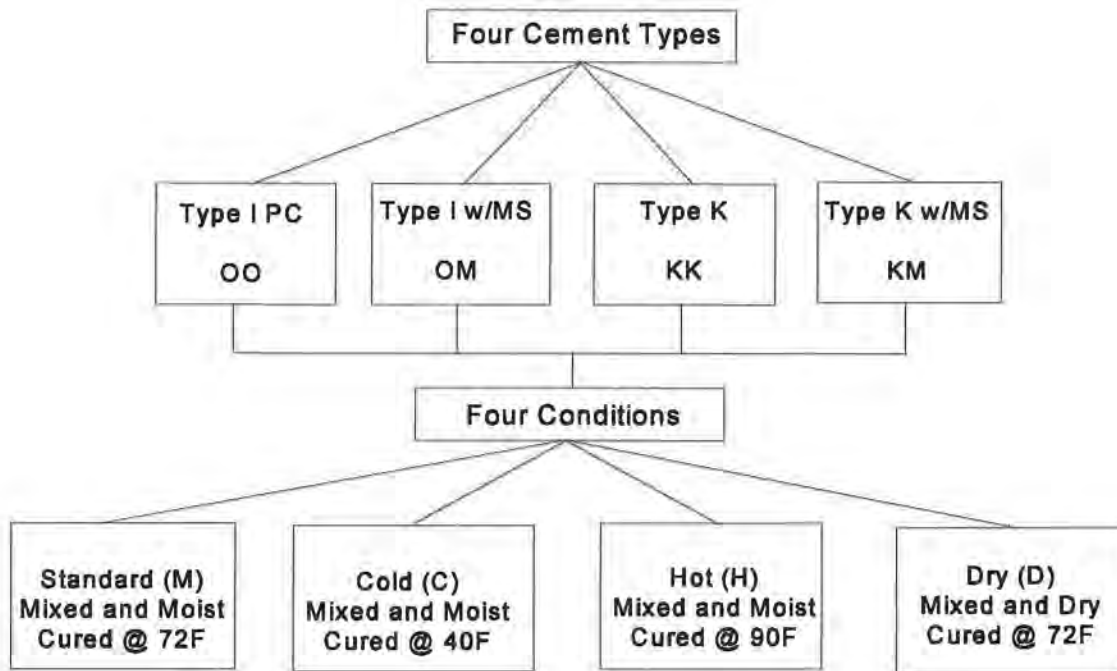 Four Cement Types
Type I PC
OO
Type I w/MS
OM
Type K
KK
Type K w/MS
KM
Four Conditions
Standard (M)
Mixed and Moist
Cured @ 72F
Cold (C)
Mixed and Moist
Cured @ 40F
Hot (H)
Mixed and Moist
Cured @ 90F
Dry (D)
Mixed and Dry
Cured @ 72F